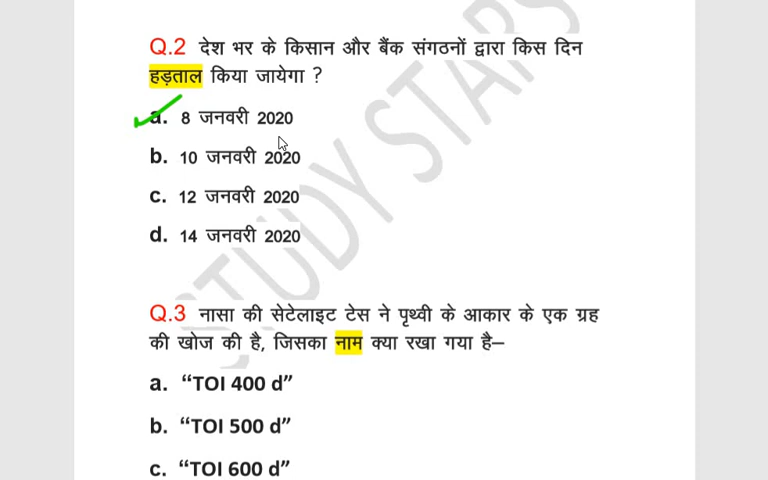 Q.2 देश भर के किसान और बैंक संगठनों द्वारा किस दिन
हड़ताल किया जायेगा ?
a. 8 जनवरी 2020
b. 10 जनवरी 2020
c. 12 जनवरी 2020
d. 14 जनवरी 2020
STUDY STARS
Q.3 नासा की सेटेलाइट टेस ने पृथ्वी के आकार के एक ग्रह
की खोज की है, जिसका नाम क्या रखा गया है–
a. “TOI 400 d”
b. “TOI 500 d”
c. “TOI 600 d”